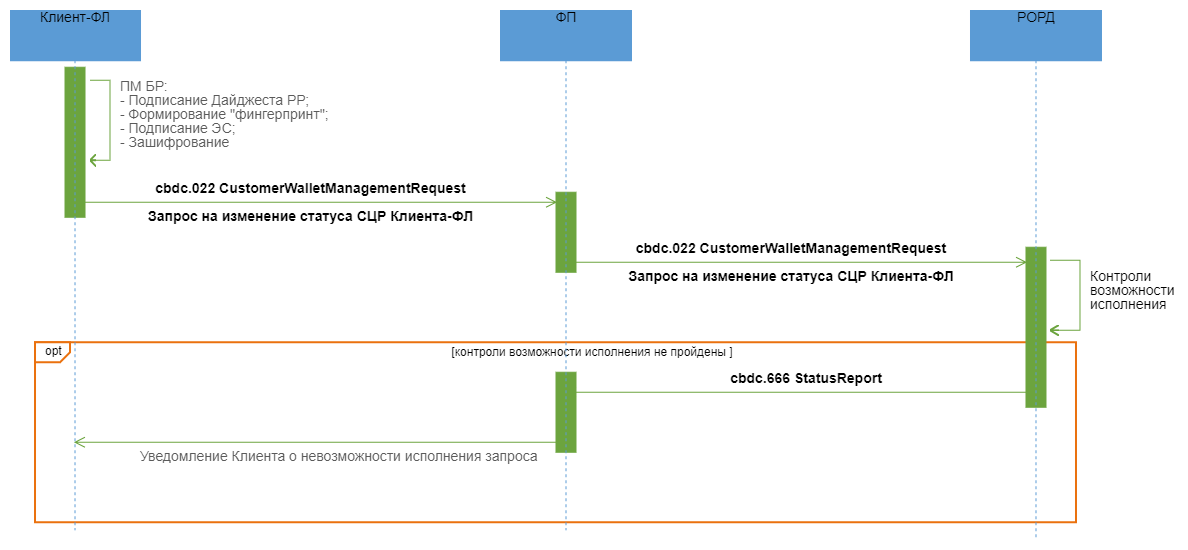 Клиент-ФЛ
ФП
РОРД
ПМ БР:
- Подписание Дайджеста РР;
- Формирование "фингерпринт";
- Подписание ЭС;
- Зашифрование
cbdc.022 CustomerWalletManagementRequest
Запрос на изменение статуса СЦР Клиента-ФЛ
cbdc.022 CustomerWalletManagementRequest
Запрос на изменение статуса СЦР Клиента-ФЛ
Контроли
возможности
исполнения
opt
[контроли возможности исполнения не пройдены ]
cbdc.666 StatusReport
Уведомление Клиента о невозможности исполнения запроса